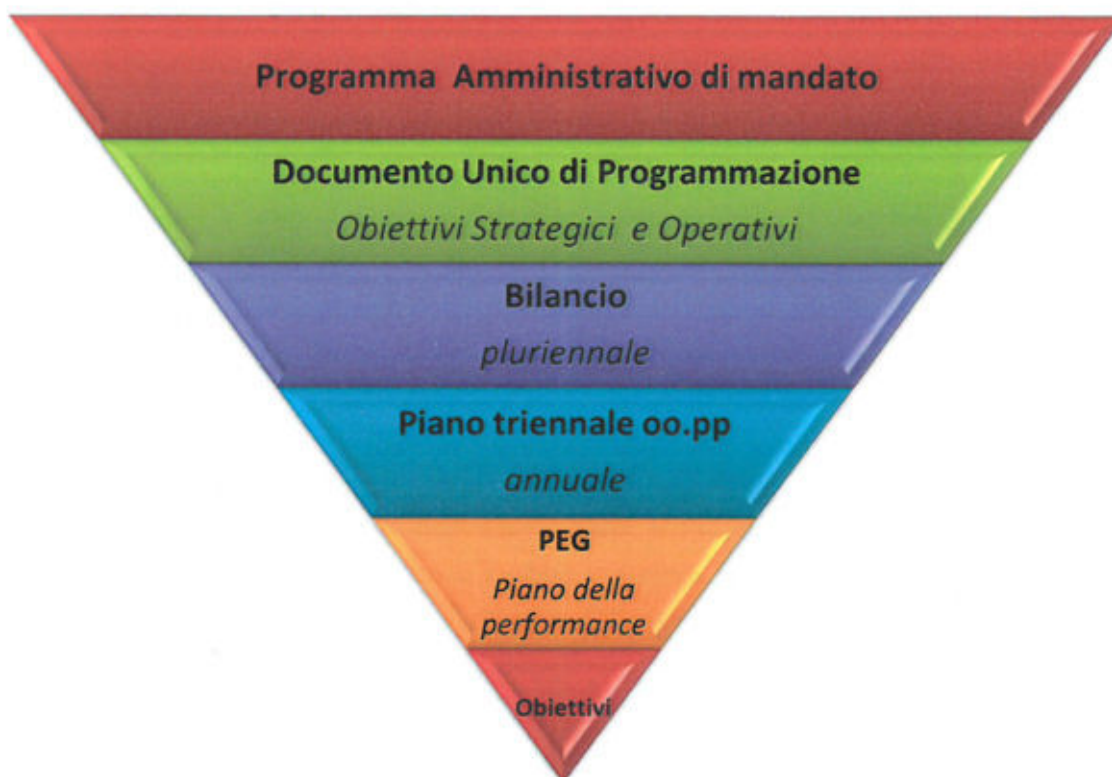 Programma Amministrativo di mandato
Documento Unico di Programmazione
Obiettivi Strategici e Operativi
Bilancio
pluriennale
Piano triennale oo.pp
annuale
PEG
Piano della
performance
Obiettivi